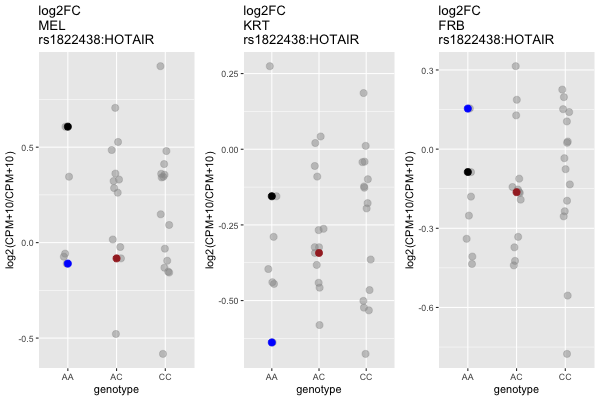 log2FC
MEL
rs1822438:HOTAIR
log2(CPM+10/CPM+10)
0.5
0.0
-0.5
AA
AC
CC
genotype
log2FC
KRT
rs1822438:HOTAIR
log2(CPM+10/CPM+10)
0.25
0.00
-0.25
-0.50
AA
AC
CC
genotype
log2FC
FRB
rs1822438:HOTAIR
log2(CPM+10/CPM+10)
0.3
0.0
-0.3
-0.6
AA
AC
CC
genotype